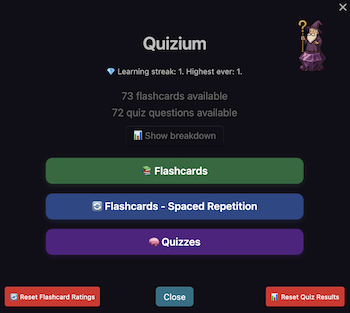 Quizium
Learning streak: 1. Highest ever: 1.
73 flashcards available
72 quiz questions available
Show breakdown
Flashcards
Flashcards - Spaced Repetition
Quizzes
Reset Flashcard Ratings
Close
Reset Quiz Results